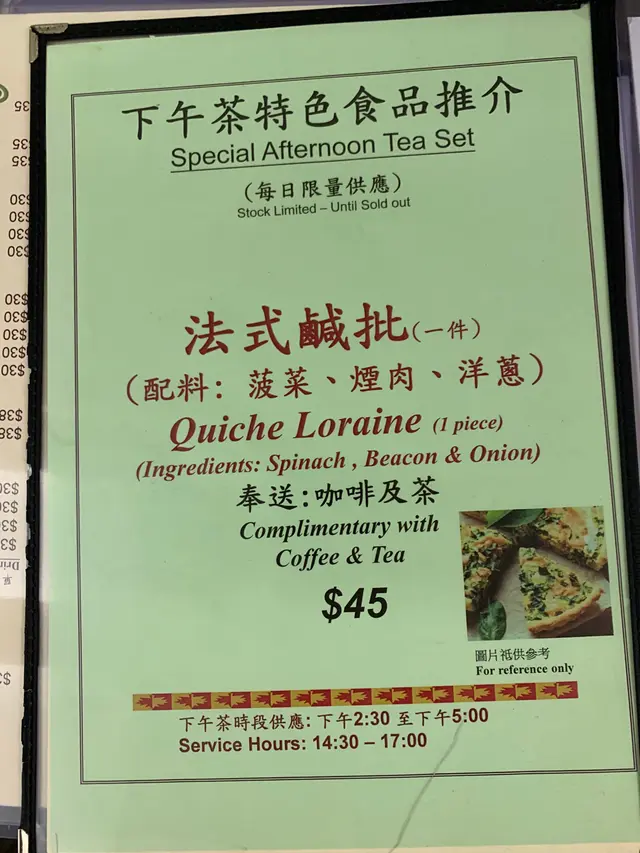 下午茶特色食品推介
Special Afternoon Tea Set
(每日限量供應)
Stock Limited – Until Sold out
法式鹹批(一件)
(配料: 菠菜、煙肉、洋蔥)
Quiche Loraine (1 piece)
(Ingredients: Spinach , Beacon & Onion)
奉送:咖啡及茶
Complimentary with
Coffee & Tea
$45
圖片祗供參考
For reference only
下午茶時段供應: 下午2:30 至下午5:00
Service Hours: 14:30 – 17:00